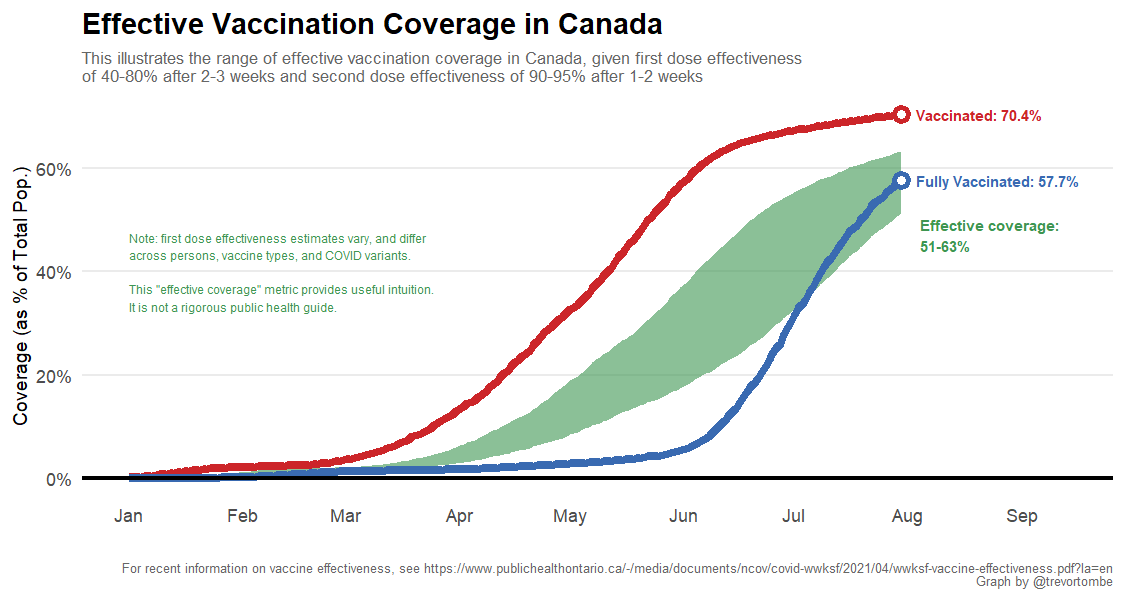 Effective Vaccination Coverage in Canada
This illustrates the range of effective vaccination coverage in Canada, given first dose effectiveness
of 40-80% after 2-3 weeks and second dose effectiveness of 90-95% after 1-2 weeks
Vaccinated: 70.4%
Fully Vaccinated: 57.7%
Effective coverage:
51-63%
Note: first dose effectiveness estimates vary, and differ
across persons, vaccine types, and COVID variants.
This "effective coverage" metric provides useful intuition.
It is not a rigorous public health guide.
Coverage (as % of Total Pop.)
60%
40%
20%
0%
Jan Feb Mar Apr May Jun Jul Aug Sep
For recent information on vaccine effectiveness, see https://www.publichealthontario.ca/-/media/documents/ncov/covid-wwksf/2021/04/wwksf-vaccine-effectiveness.pdf?la=en
Graph by @trevortombe